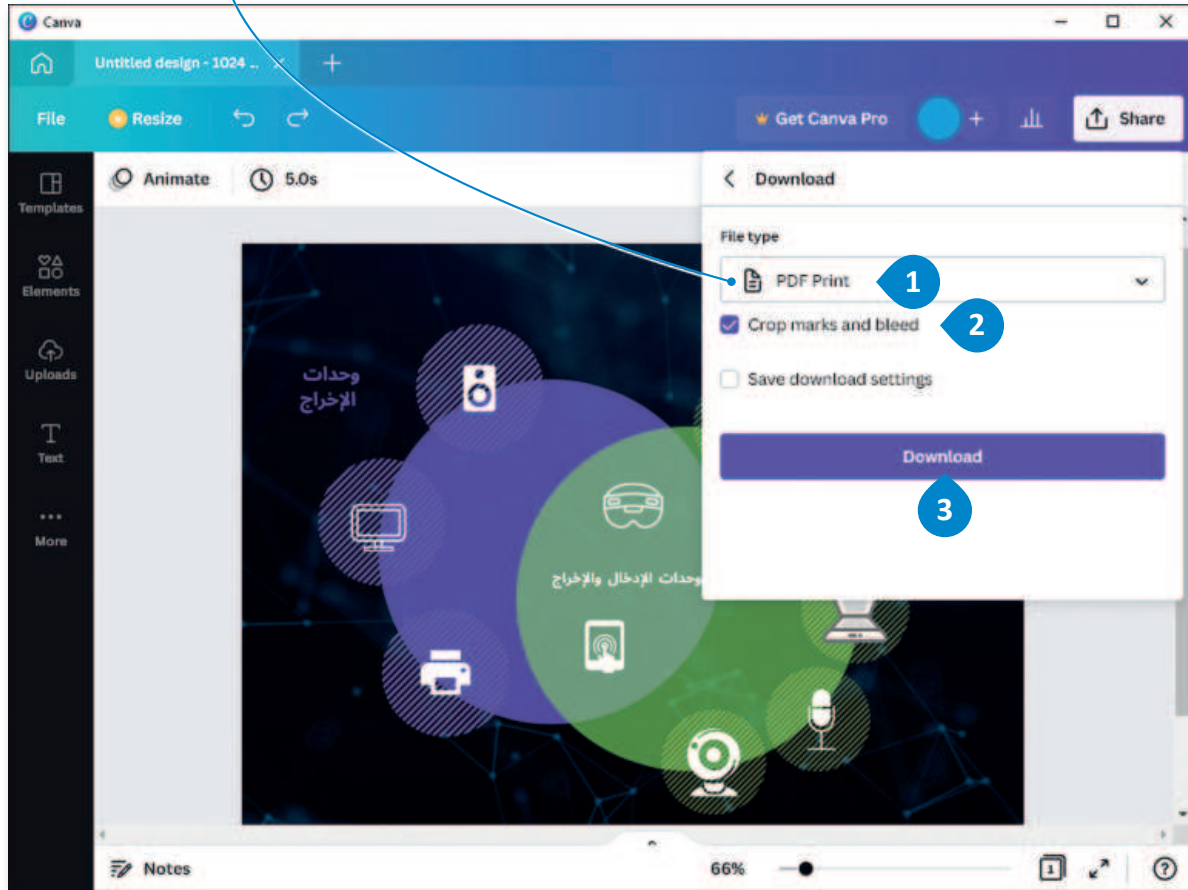 Canva
Untitled design - 1024 ..
File
Resize
Get Canva Pro
Share
Templates
Elements
Uploads
Text
More
Animate
5.0s
Download
File type
PDF Print
1
Crop marks and bleed
2
Save download settings
Download
3
وحدات
الإخراج
وحدات الإدخال والإخراج
Notes
66%
1